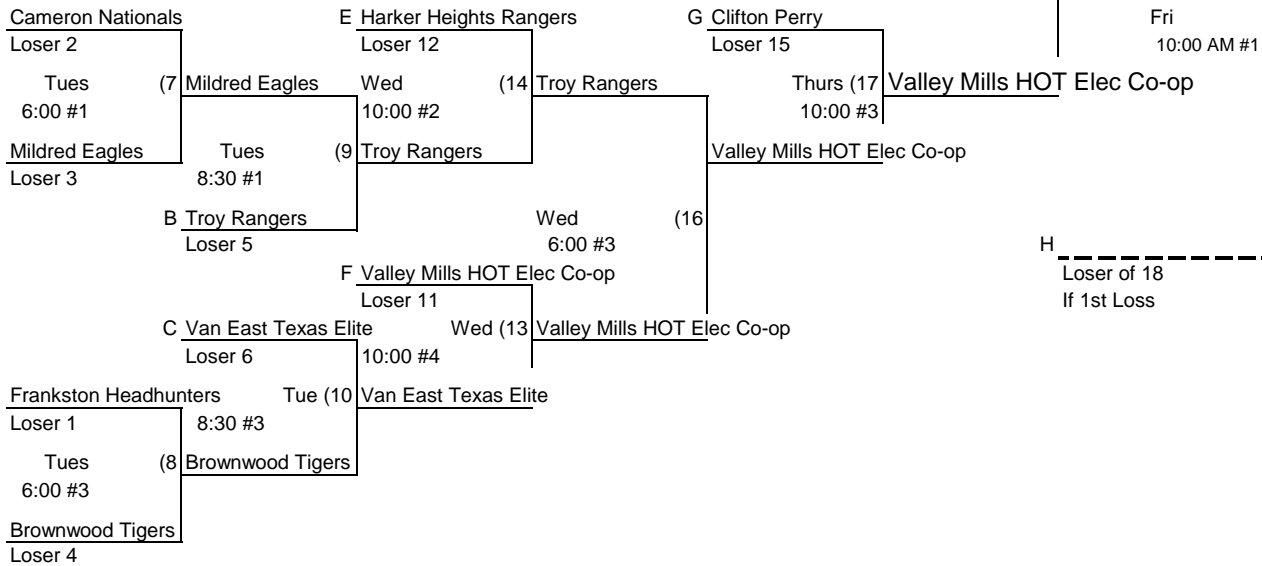 Cameron Nationals E Harker Heights Rangers G Clifton Perry Fri
Loser 2 Loser 12 Loser 15 10:00 AM #1
Tues (7 Mildred Eagles Wed (14 Troy Rangers Thurs (17 Valley Mills HOT Elec Co-op
6:00 #1 10:00 #2 10:00 #3
Mildred Eagles Tues (9 Troy Rangers Valley Mills HOT Elec Co-op
Loser 3 8:30 #1
B Troy Rangers Wed (16
Loser 5 6:00 #3 H
F Valley Mills HOT Elec Co-op Loser of 18
Loser 11 If 1st Loss
C Van East Texas Elite Wed (13 Valley Mills HOT Elec Co-op
Loser 6 10:00 #4
Frankston Headhunters Tue (10 Van East Texas Elite
Loser 1 8:30 #3
Tues (8 Brownwood Tigers
6:00 #3
Brownwood Tigers
Loser 4